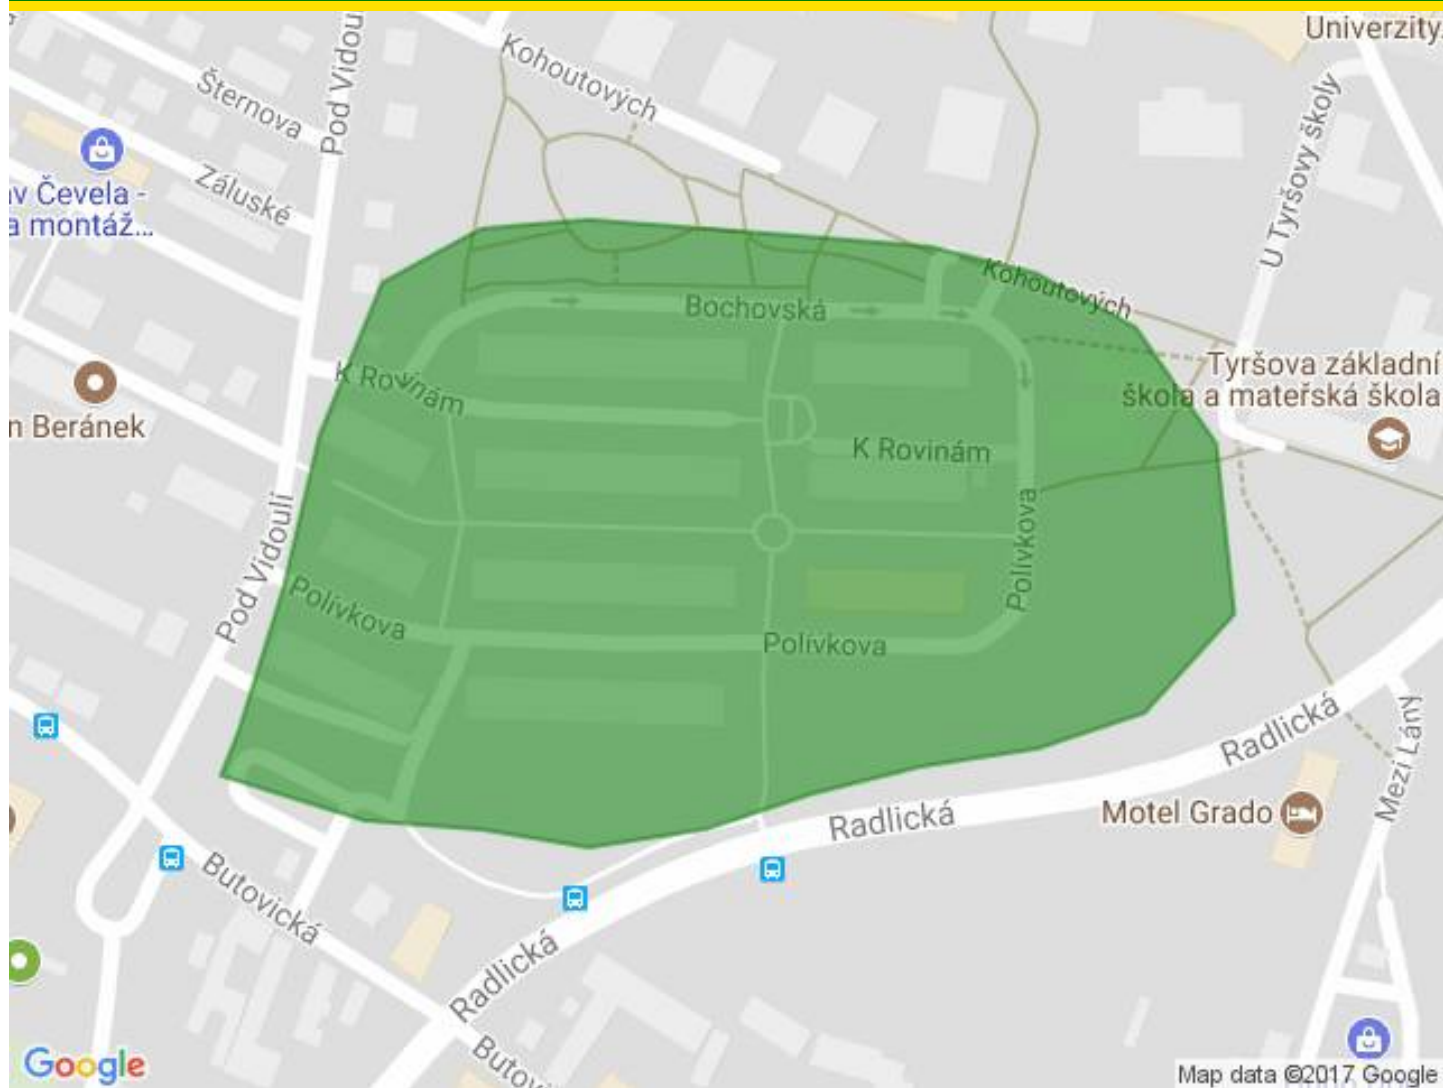 Univerzity
Kohoutových
Pod Vidou
Šternova
U Tyršovy školy
Záluské
av Čevela -
a montáž...
Kohoutových
Bochovská
Tyršova základní
škola a mateřská škola
K Rovinám
n Beránek
K Rovinám
Polívkova
Pod Vidoulí
Polívkova
Polívkova
Radlická
Mezi Lány
Motel Grado
Radlická
Butovická
Radlická
Butov
Google
Map data ©2017 Google